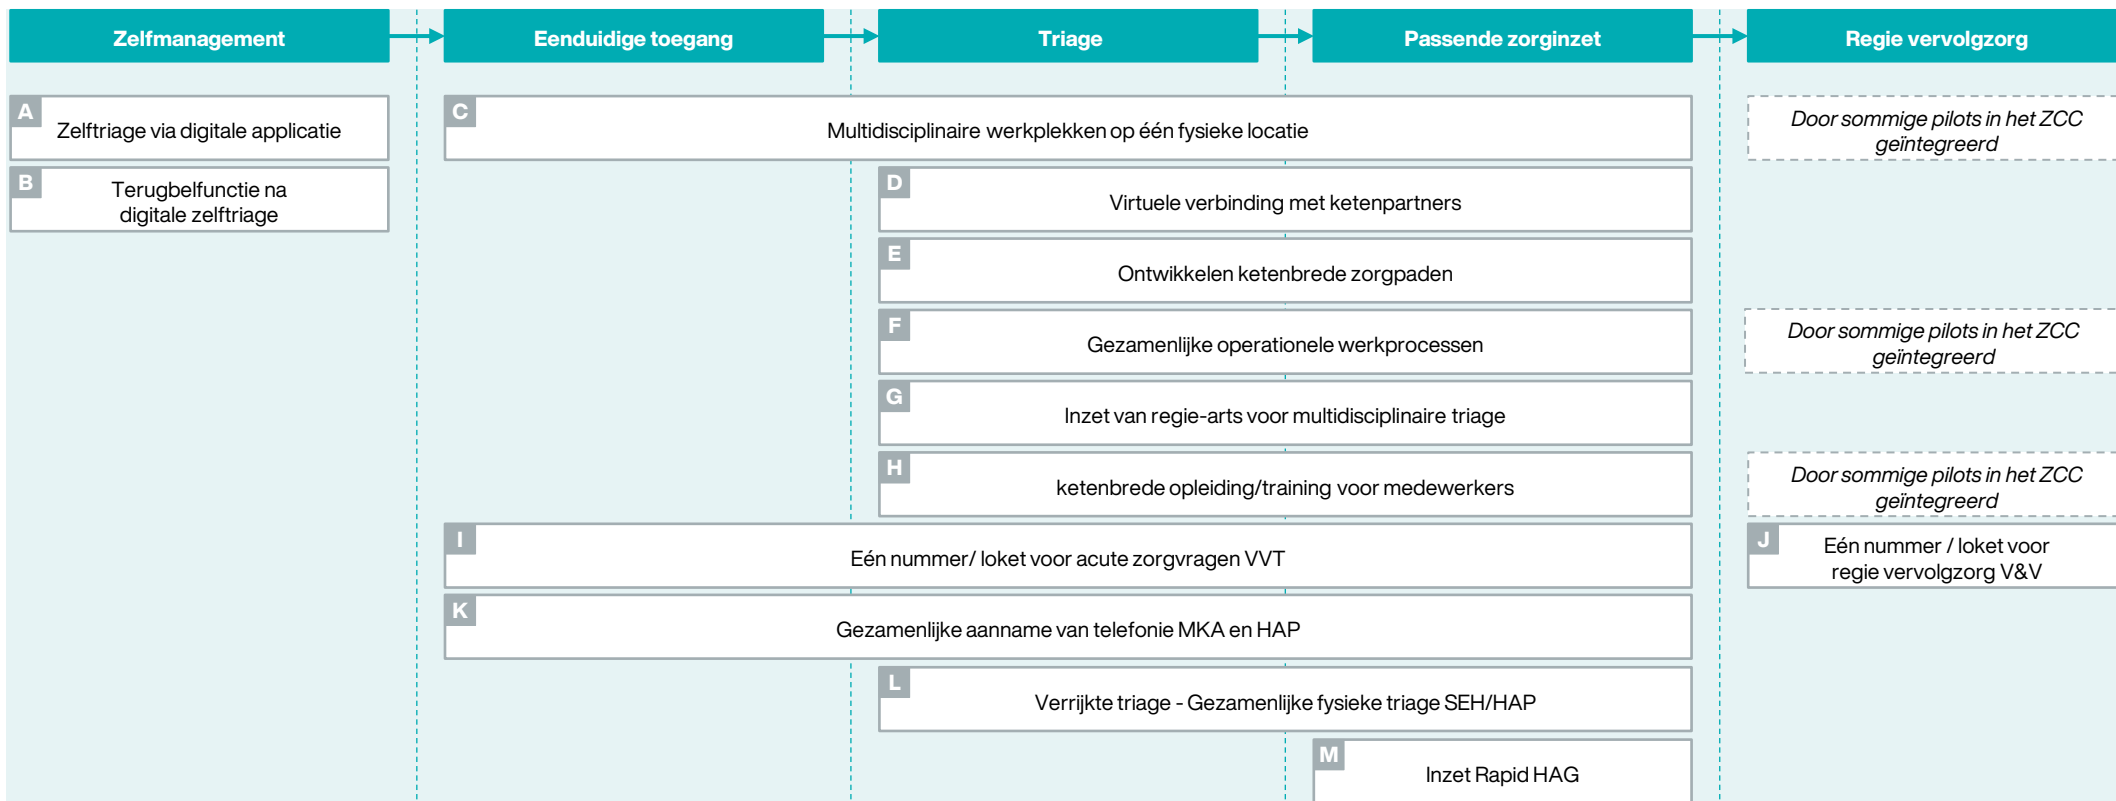 Zelfmanagement
Eenduidige toegang
Triage
Passende zorginzet
Regie vervolgzorg
A
Zelftriage via digitale applicatie
C
Multidisciplinaire werkplekken op één fysieke locatie
Door sommige pilots in het ZCC
geïntegreerd
B
Terugbelfunctie na
digitale zelftriage
D
Virtuele verbinding met ketenpartners
E
Ontwikkelen ketenbrede zorgpaden
F
Gezamenlijke operationele werkprocessen
Door sommige pilots in het ZCC
geïntegreerd
G
Inzet van regie-arts voor multidisciplinaire triage
H
ketenbrede opleiding/training voor medewerkers
Door sommige pilots in het ZCC
geïntegreerd
I
Eén nummer/ loket voor acute zorgvragen VVT
J
Eén nummer / loket voor
regie vervolgzorg V&V
K
Gezamenlijke aanname van telefonie MKA en HAP
L
Verrijkte triage - Gezamenlijke fysieke triage SEH/HAP
M
Inzet Rapid HAG